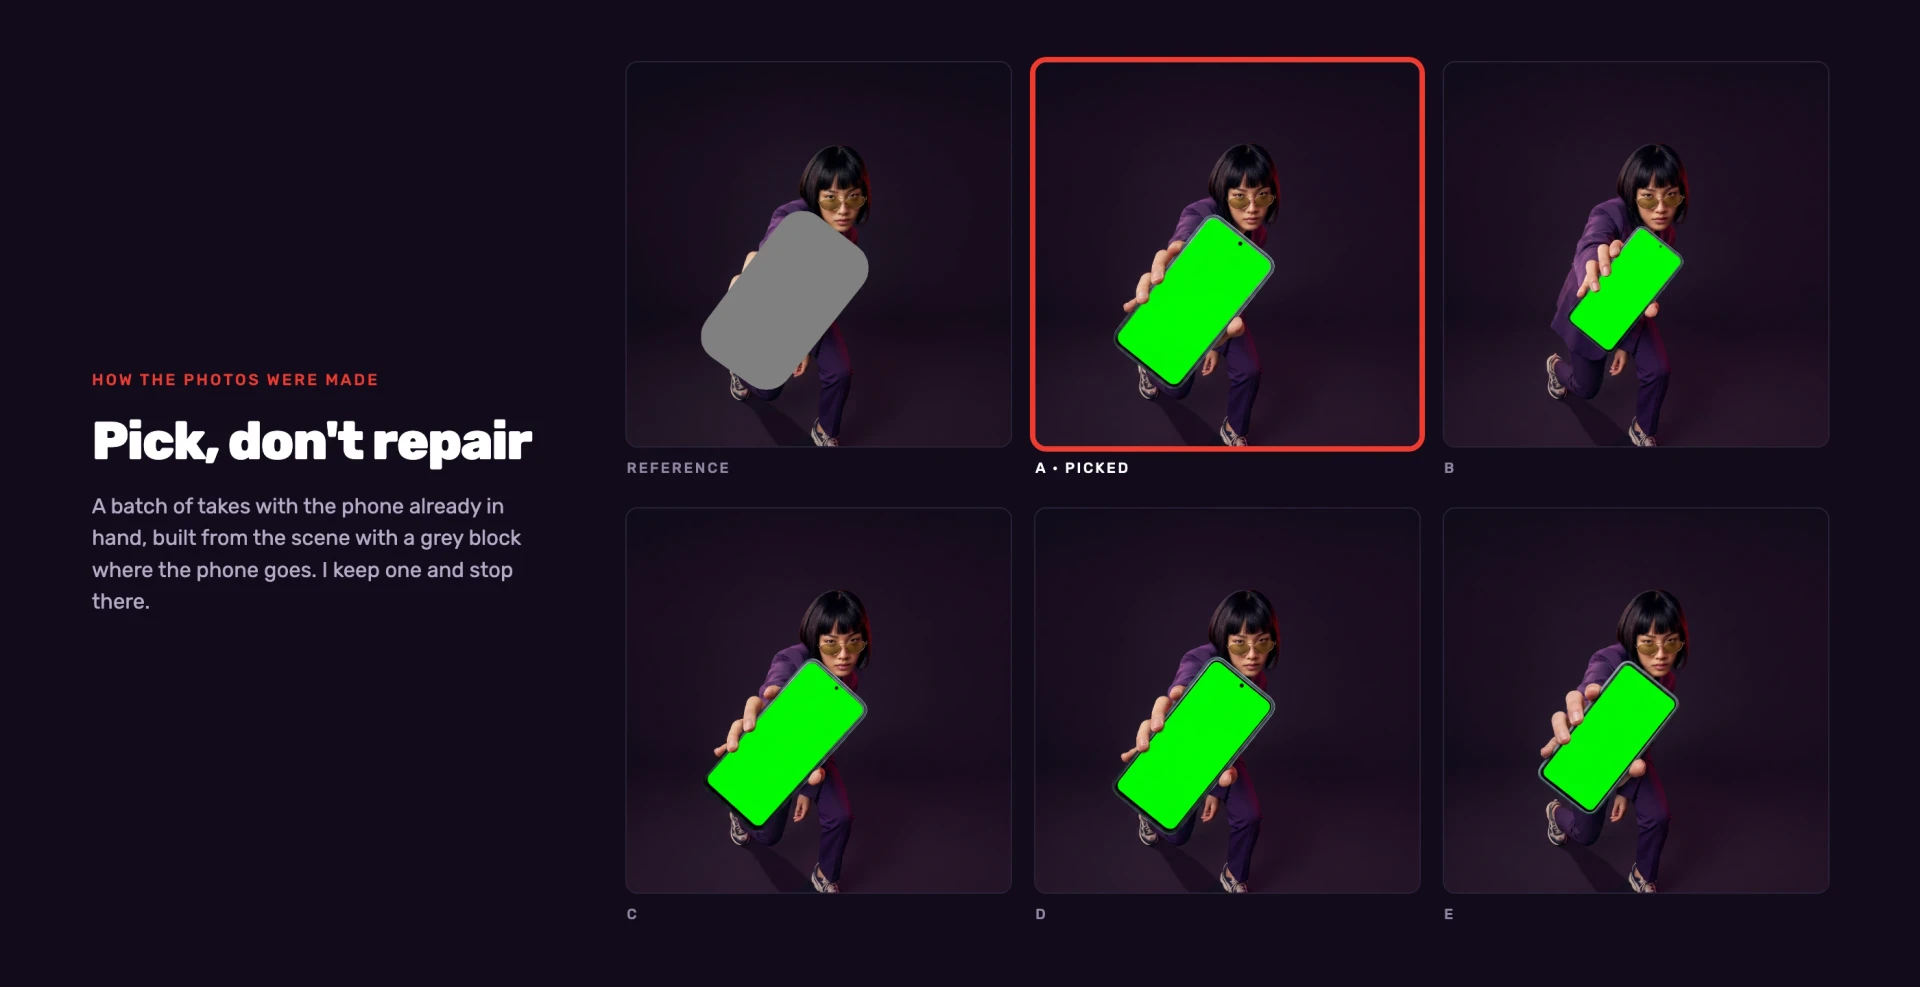 HOW THE PHOTOS WERE MADE
Pick, don't repair
A batch of takes with the phone already in
hand, built from the scene with a grey block
where the phone goes. I keep one and stop
there.
REFERENCE
A • PICKED
B
C
D
E